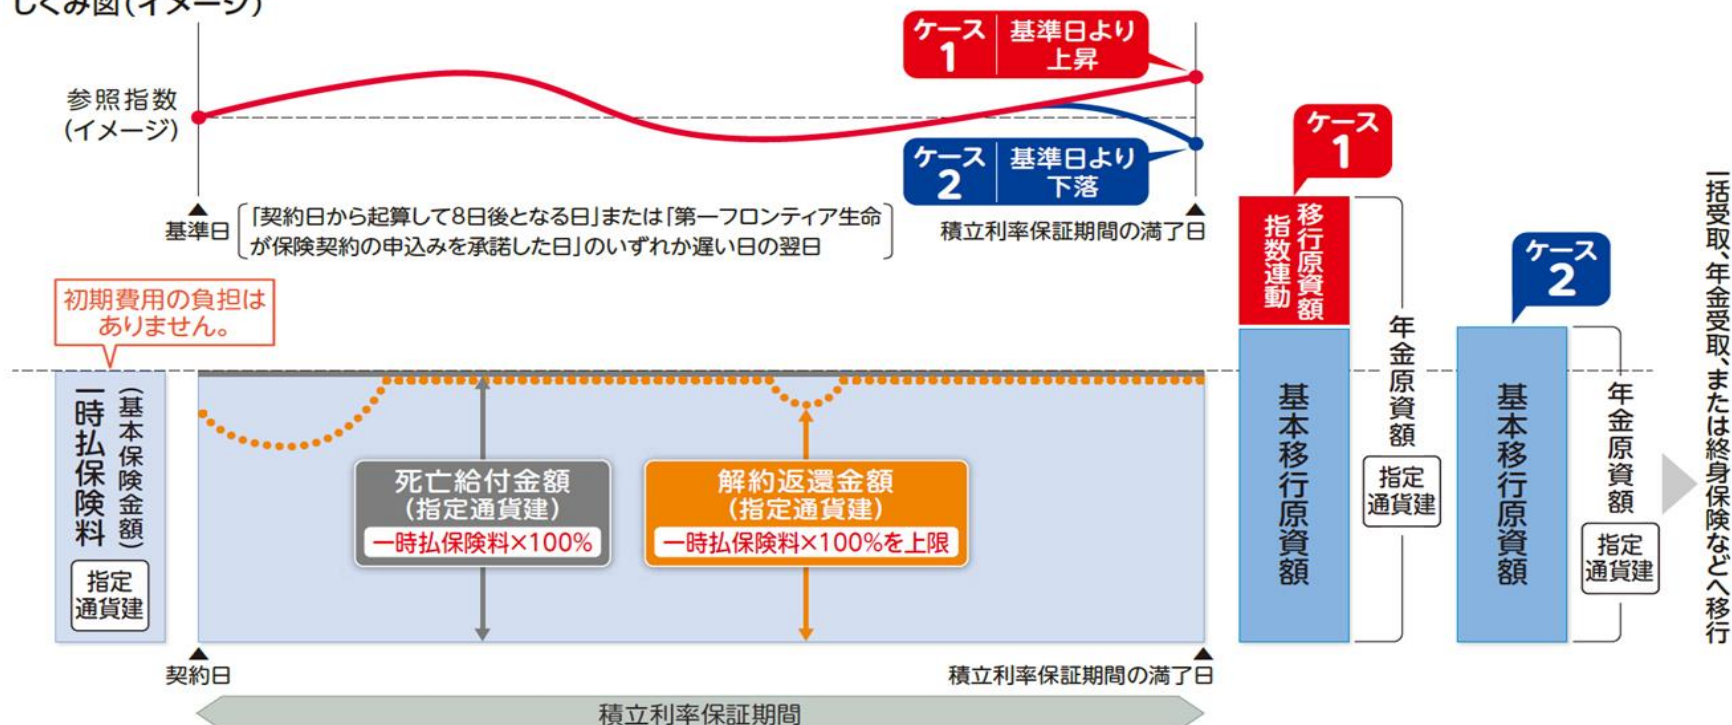 しくみ図(イメージ)
ケース
1
基準日より
上昇
参照指数
(イメージ)
ケース
2
基準日より
下落
基準日
「契約日から起算して8日後となる日」または「第一フロンティア生命
が保険契約の申込みを承諾した日」のいずれか遅い日の翌日
積立利率保証期間の満了日
初期費用の負担は
ありません。
一時払保険料
(基本保険金額)
指定
通貨建
死亡給付金額
(指定通貨建)
一時払保険料×100%
解約返還金額
(指定通貨建)
一時払保険料×100%を上限
契約日
積立利率保証期間の満了日
積立利率保証期間
ケース
1
指数連動
移行原資額
基本移行原資額
年金原資額
指定
通貨建
ケース
2
基本移行原資額
年金原資額
指定
通貨建
一括受取、年金受取、または終身保険などへ移行